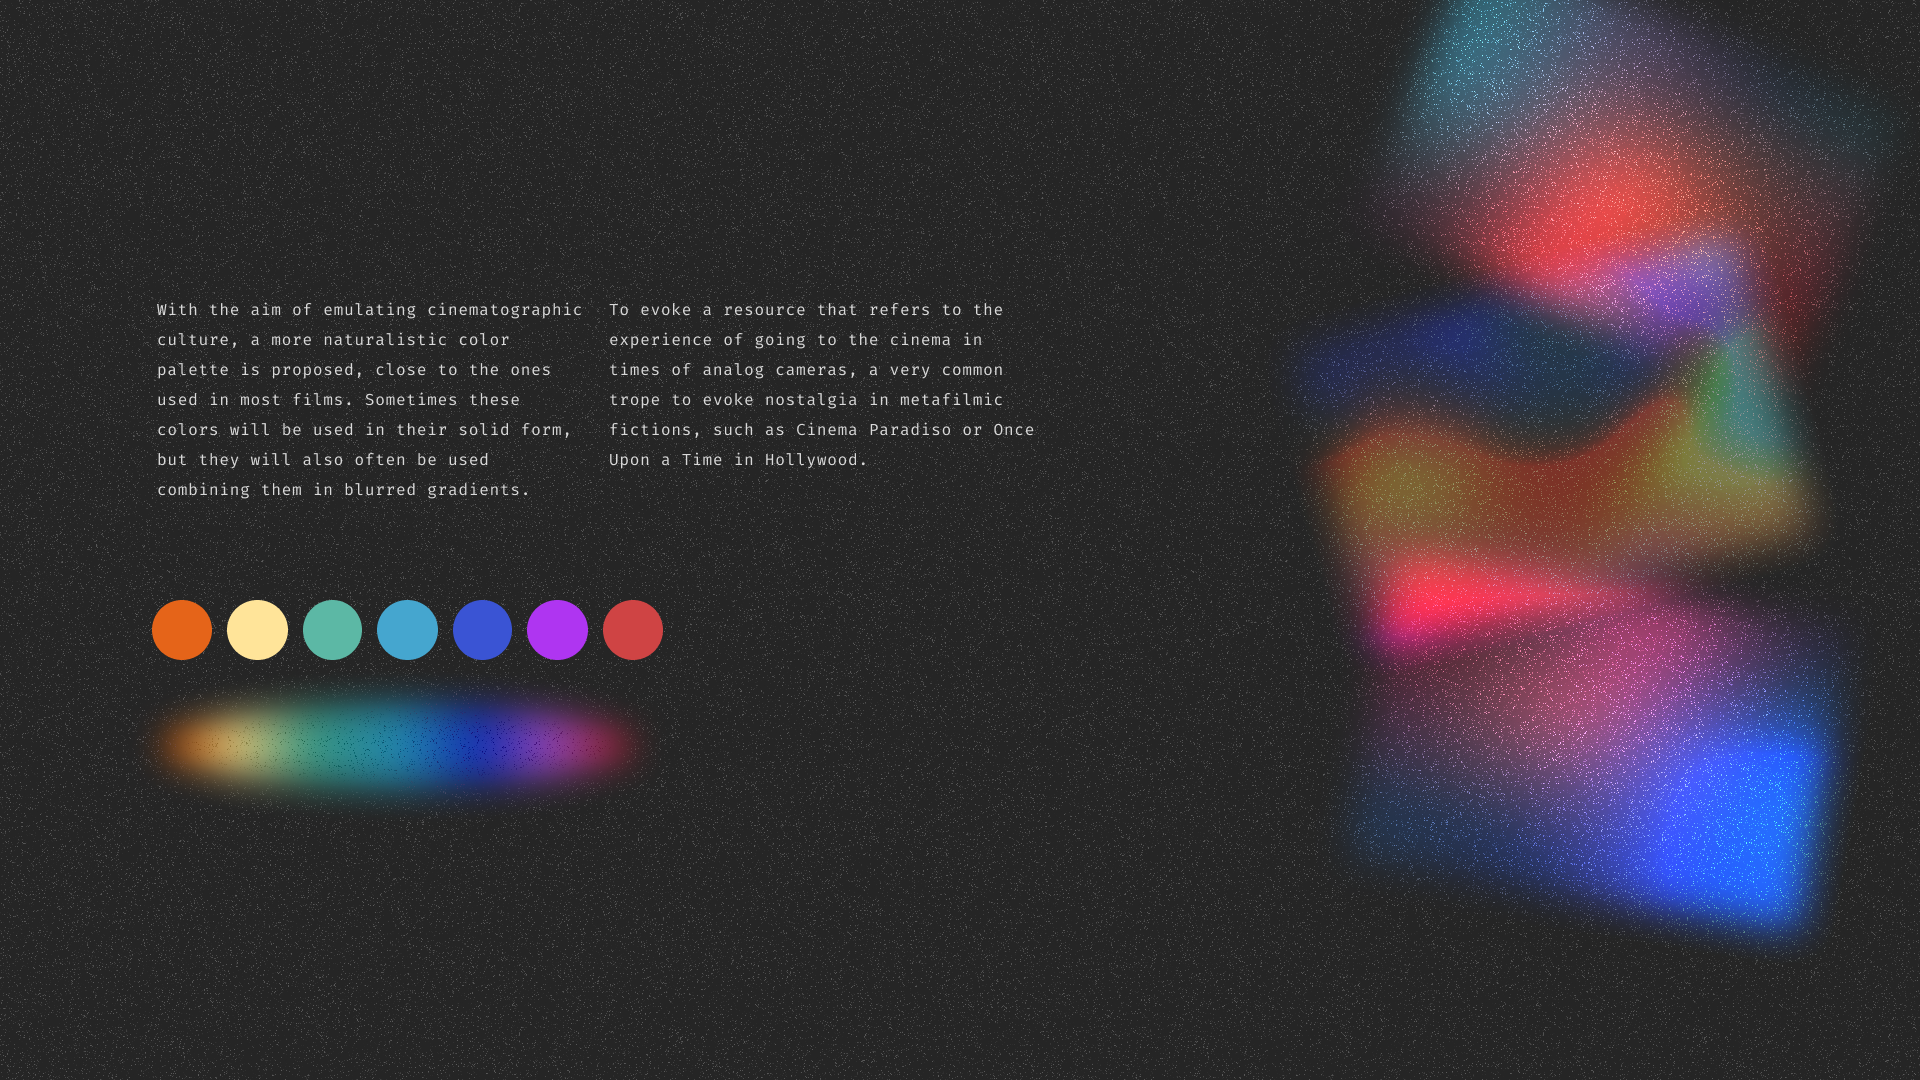 With the aim of emulating cinematographic
culture, a more naturalistic color
palette is proposed, close to the ones
used in most films. Sometimes these
colors will be used in their solid form,
but they will also often be used
combining them in blurred gradients.
To evoke a resource that refers to the
experience of going to the cinema in
times of analog cameras, a very common
trope to evoke nostalgia in metafilmic
fictions, such as Cinema Paradiso or Once
Upon a Time in Hollywood.